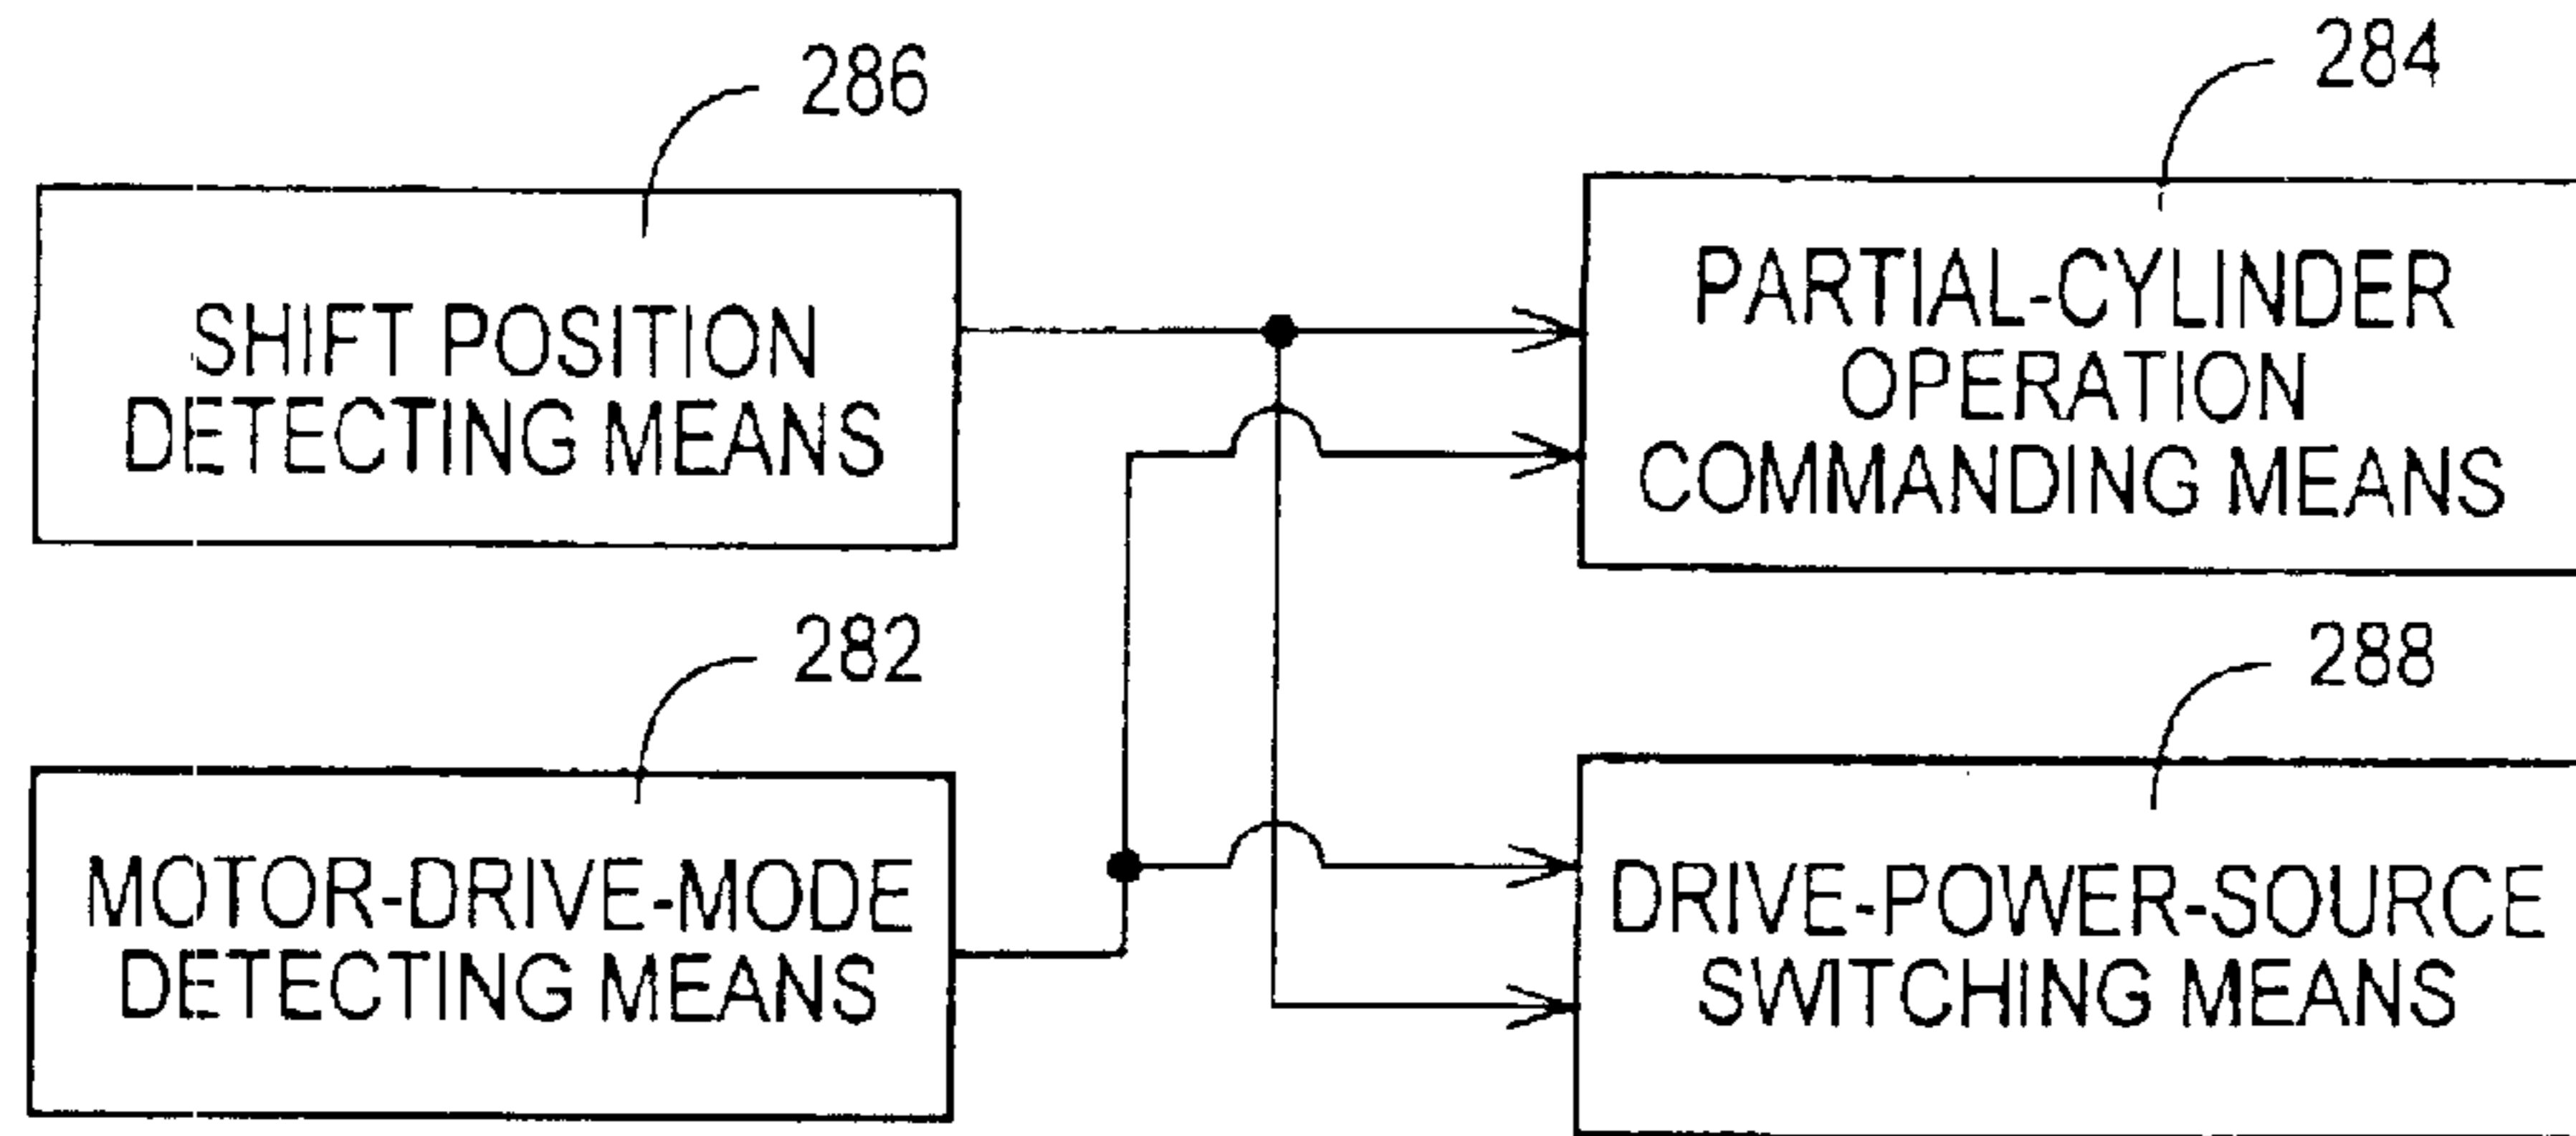 286
SHIFT POSITION
DETECTING MEANS
284
PARTIAL-CYLINDER
OPERATION
COMMANDING MEANS
282
MOTOR-DRIVE-MODE
DETECTING MEANS
288
DRIVE-POWER-SOURCE
SWITCHING MEANS